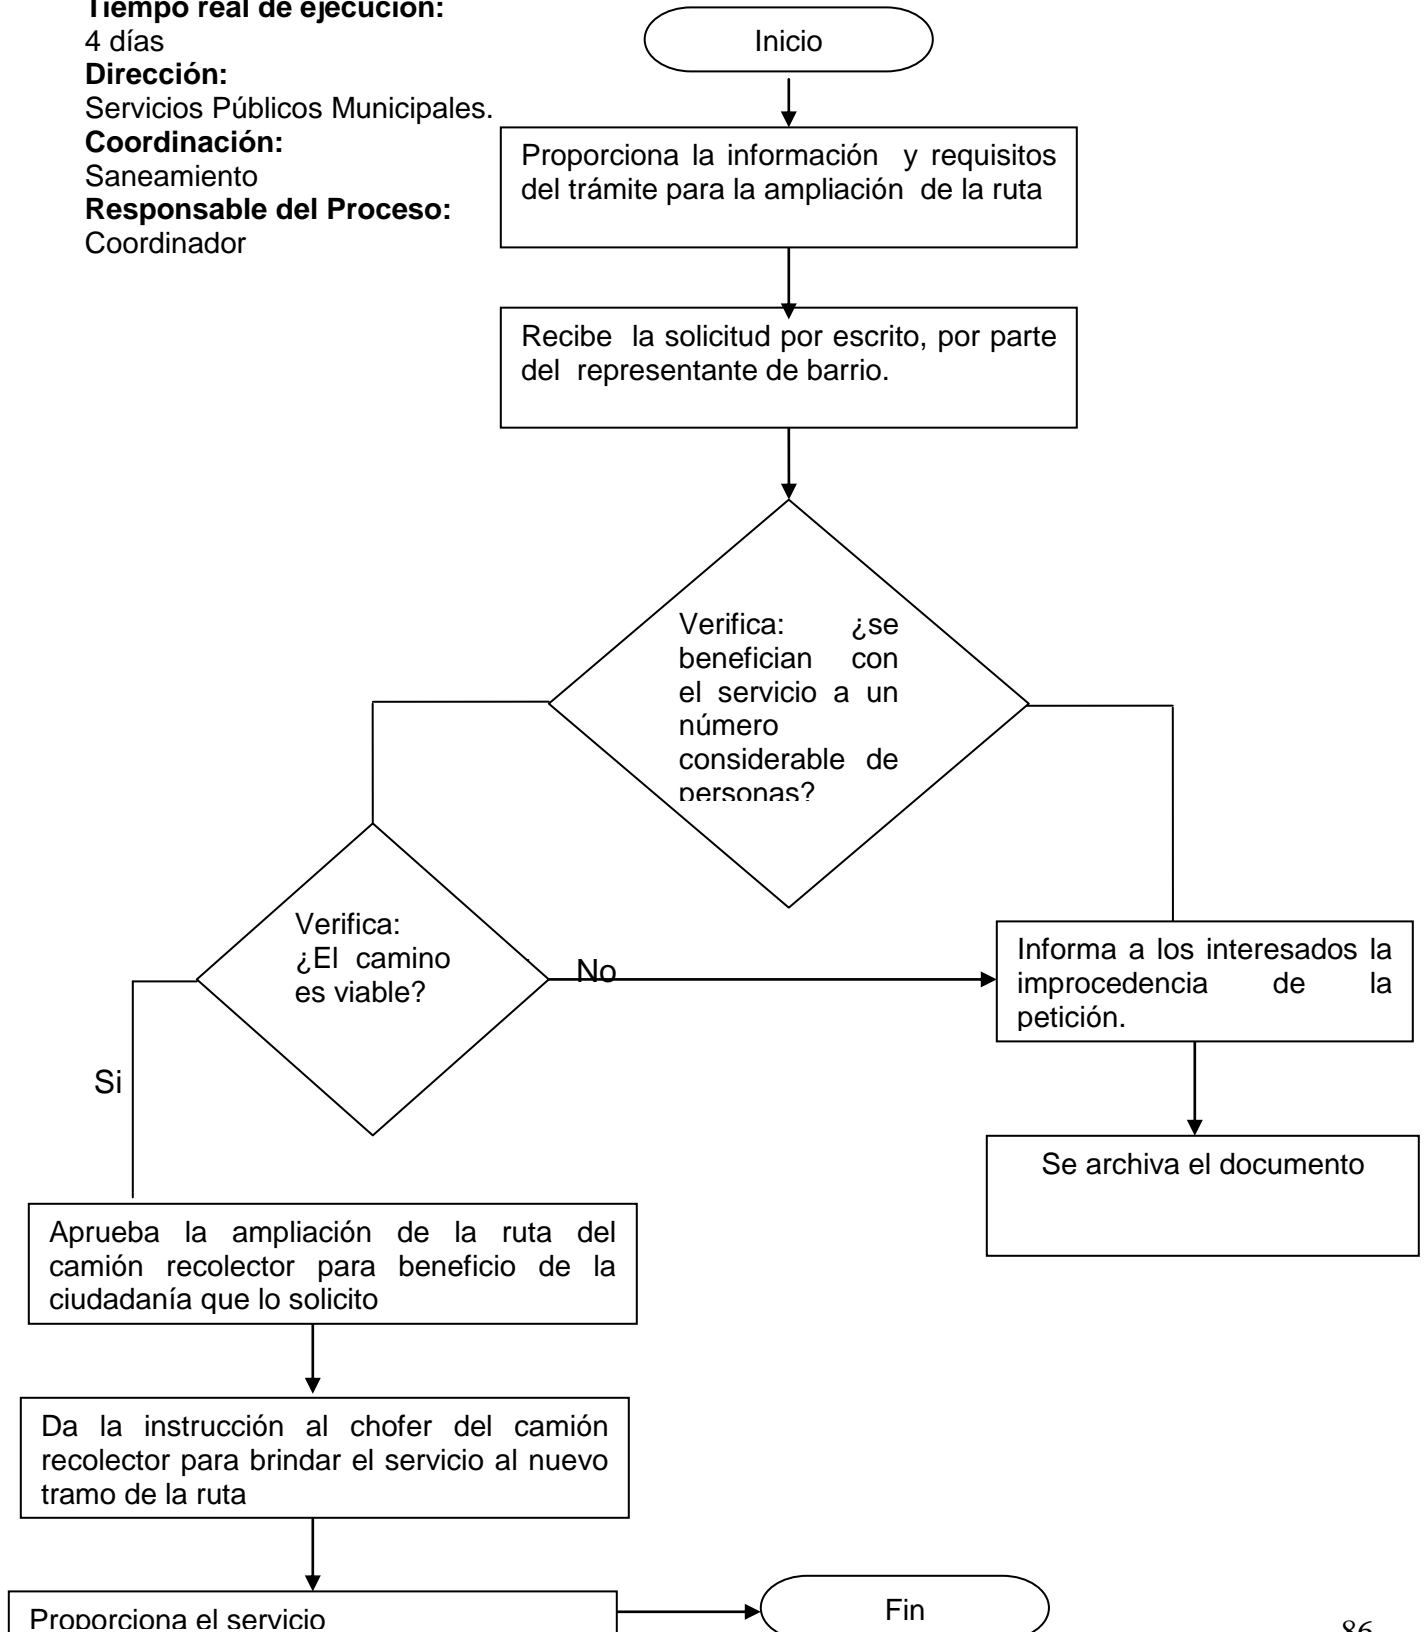 Tiempo real de ejecución:
4 días
Dirección:
Servicios Públicos Municipales.
Coordinación:
Saneamiento
Responsable del Proceso:
Coordinador
Inicio
Proporciona la información y requisitos
del trámite para la ampliación de la ruta
Recibe la solicitud por escrito, por parte
del representante de barrio.
Verifica: ¿se
benefician con
el servicio a un
número
considerable de
personas?
Verifica:
¿El camino
es viable?
No
Si
Informa a los interesados la
improcedencia de la
petición.
Se archiva el documento
Aprueba la ampliación de la ruta del
camión recolector para beneficio de la
ciudadanía que lo solicito
Da la instrucción al chofer del camión
recolector para brindar el servicio al nuevo
tramo de la ruta
Proporciona el servicio
Fin
86